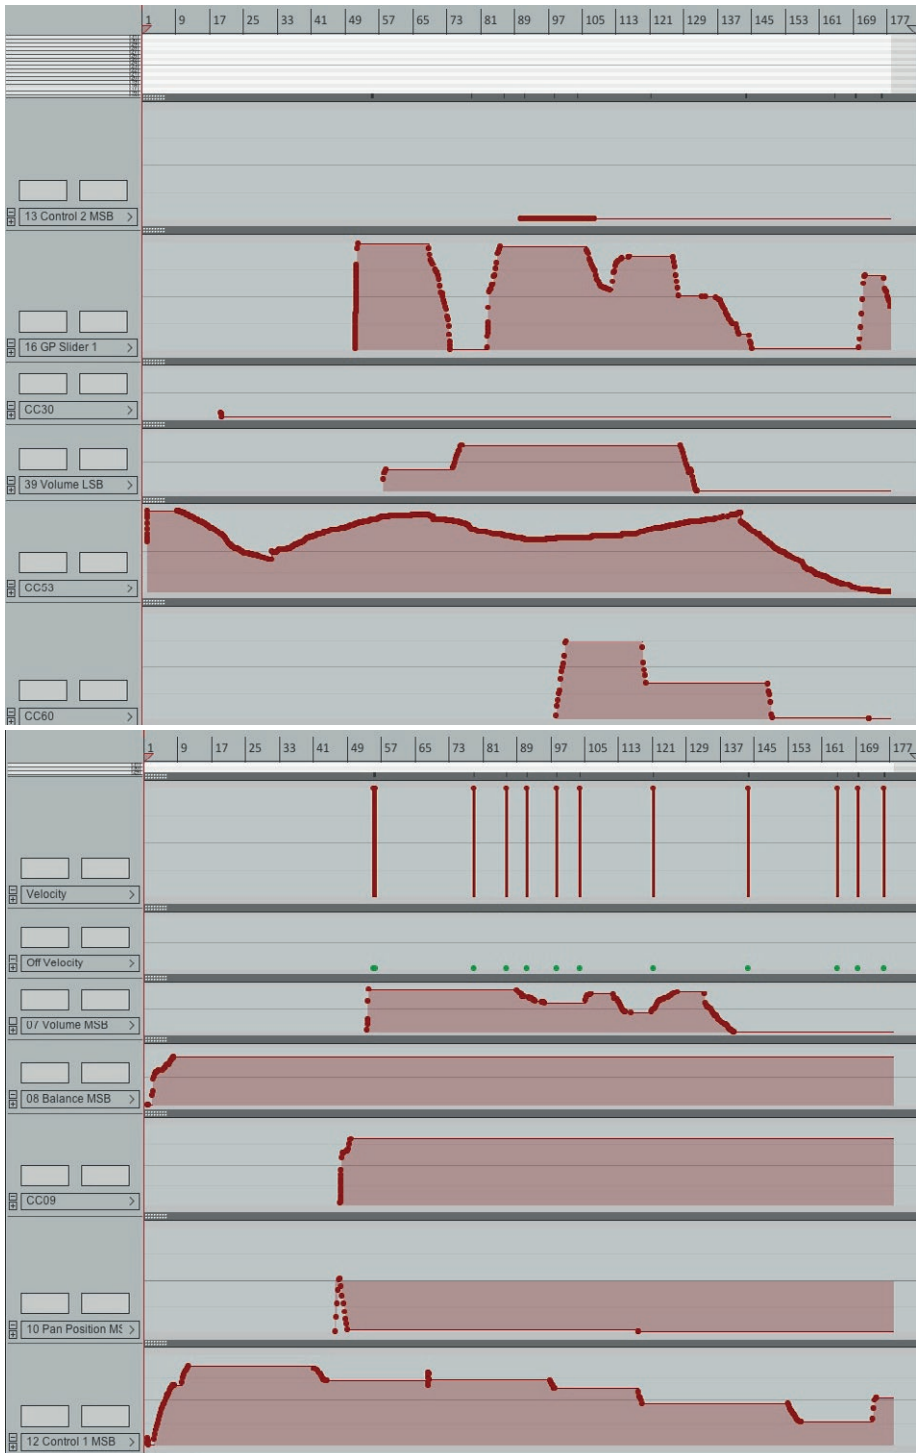 1 9 17 25 33 41 49 57 65 73 81 89 97 105 113 121 129 137 145 153 161 169 177
13 Control 2 MSB >
16 GP Slider 1 >
CC30 >
39 Volume LSB >
CC53 >
CC60 >
1 9 17 25 33 41 49 57 65 73 81 89 97 105 113 121 129 137 145 153 161 169 177
Velocity >
Off Velocity >
07 Volume MSB >
08 Balance MSB >
CC09 >
10 Pan Position MS >
12 Control 1 MSB >